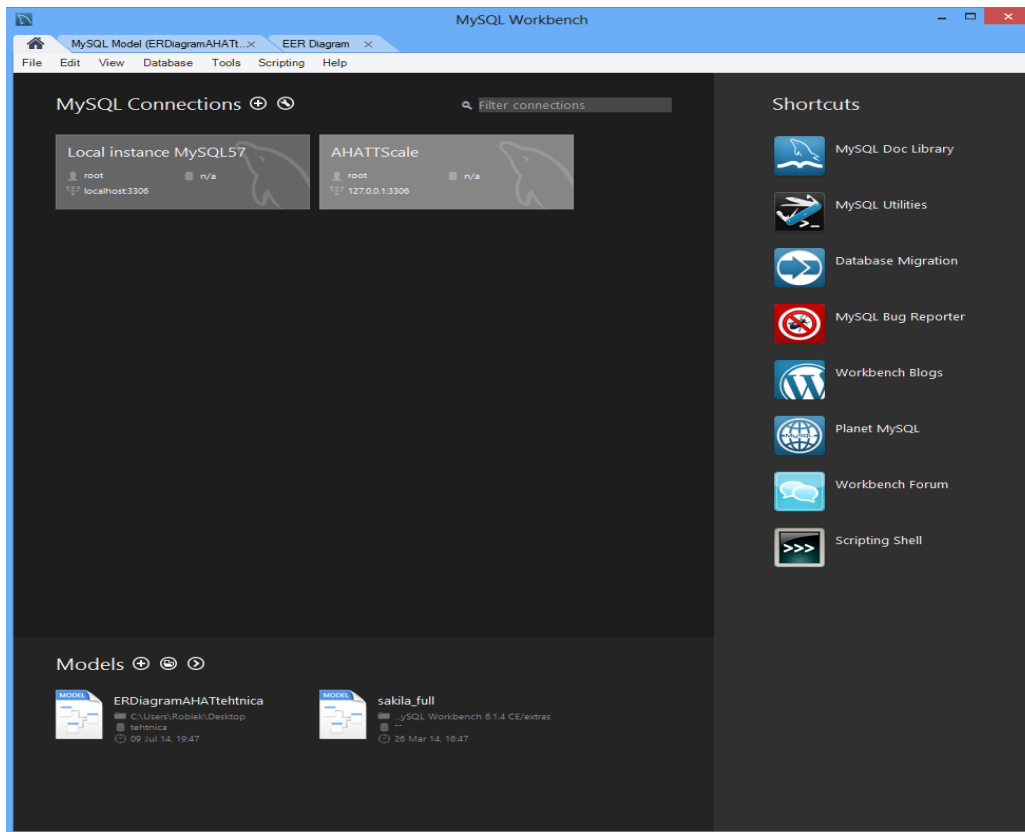 MySQL Workbench
MySQL Model (ERDiagramAHATt...
EER Diagram
File Edit View Database Tools Scripting Help
MySQL Connections
Filter connections
Local instance MySQL57
root
n/a
localhost:3306
AHATTScale
root
n/a
127.0.0.1:3306
Shortcuts
MySQL Doc Library
MySQL Utilities
Database Migration
MySQL Bug Reporter
Workbench Blogs
Planet MySQL
Workbench Forum
Scripting Shell
>>>
Models
MODEL
ERDiagramAHATtehtnica
C:\Users\Roblek\Desktop
tehtnica
09 Jul 14, 19:47
MODEL
sakila_full
...ySQL Workbench 6.1.4 CE/extras
--
26 Mar 14, 16:47